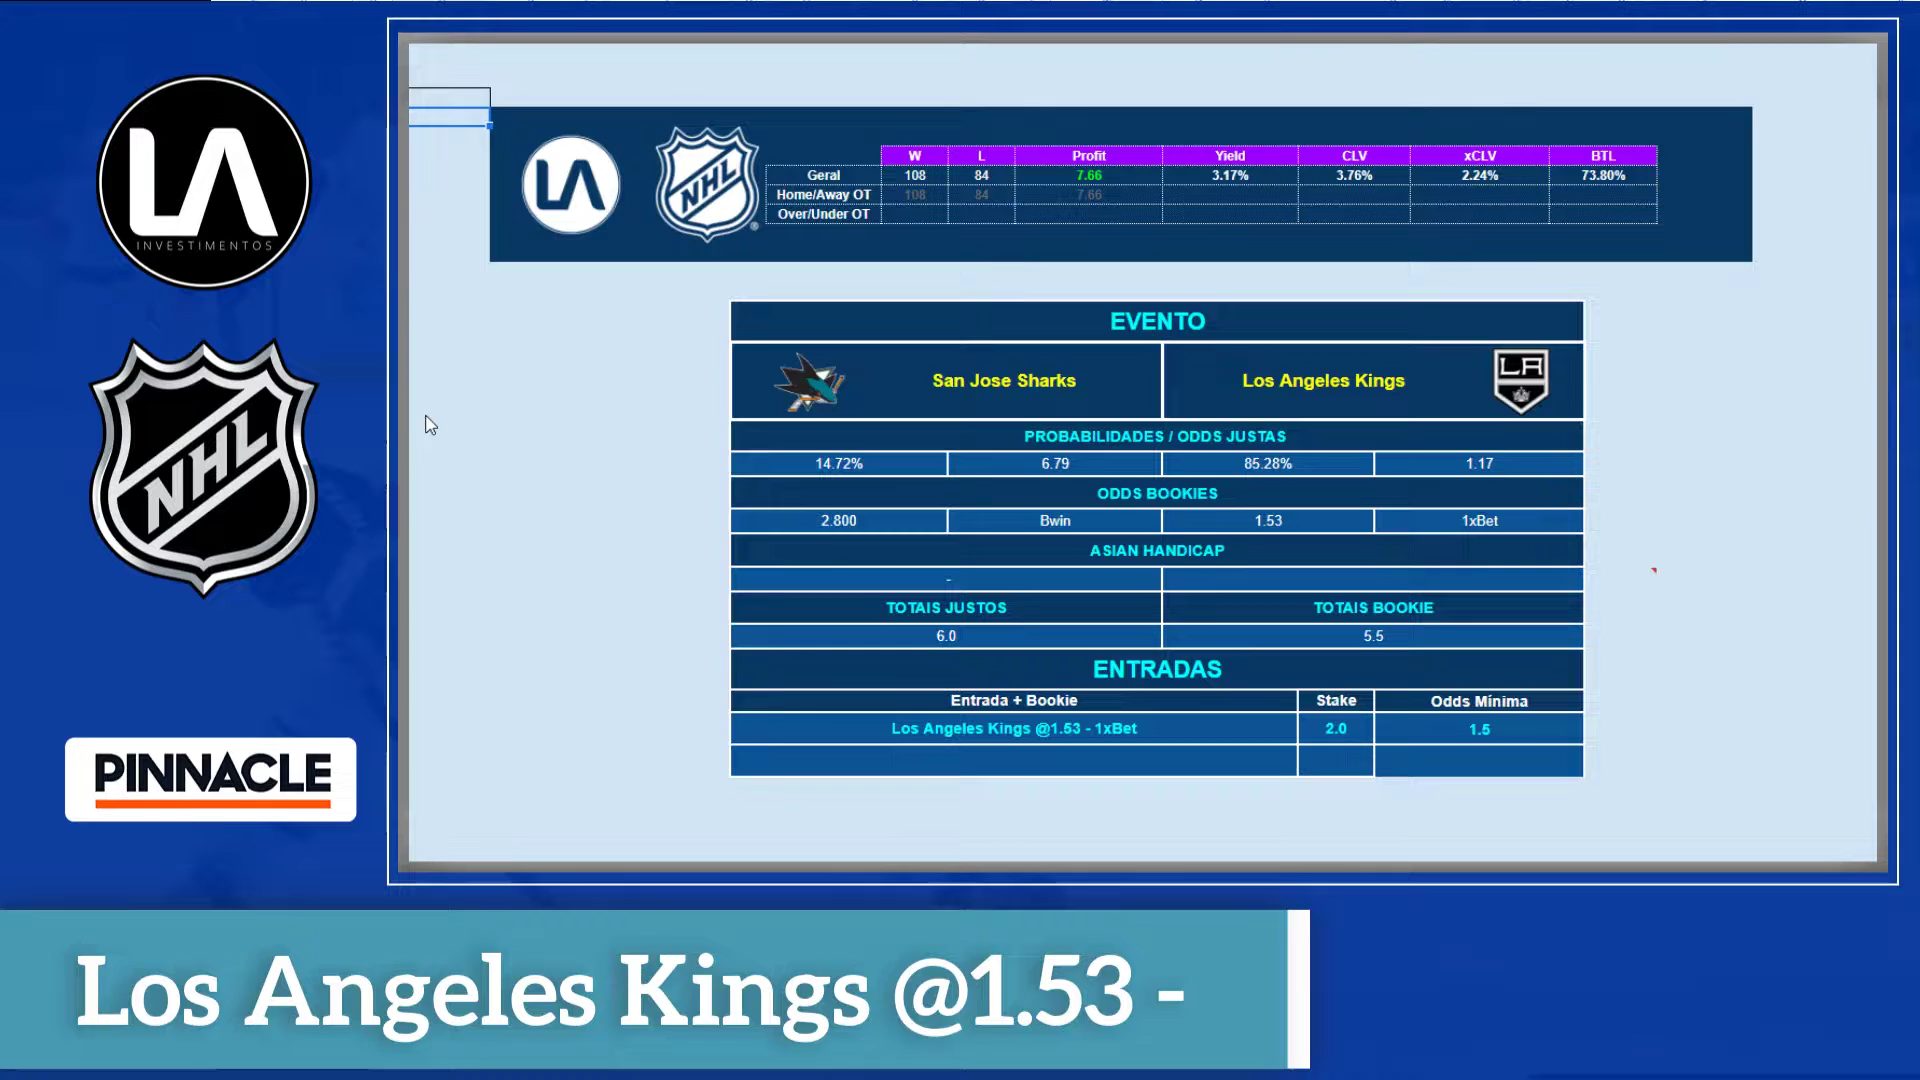 LA
INVESTIMENTOS
NHL
PINNACLE
LA
NHL
W L Profit Yield CLV xCLV BTL
Geral 108 84 7.66 3.17% 3.76% 2.24% 73.80%
Home/Away OT 108 84 7.66
Over/Under OT
EVENTO
San Jose Sharks Los Angeles Kings LA
PROBABILIDADES / ODDS JUSTAS
14.72% 6.79 85.28% 1.17
ODDS BOOKIES
2.800 Bwin 1.53 1xBet
ASIAN HANDICAP
-
TOTAIS JUSTOS TOTAIS BOOKIE
6.0 5.5
ENTRADAS
Entrada + Bookie Stake Odds Mínima
Los Angeles Kings @1.53 - 1xBet 2.0 1.5
Los Angeles Kings @1.53 -